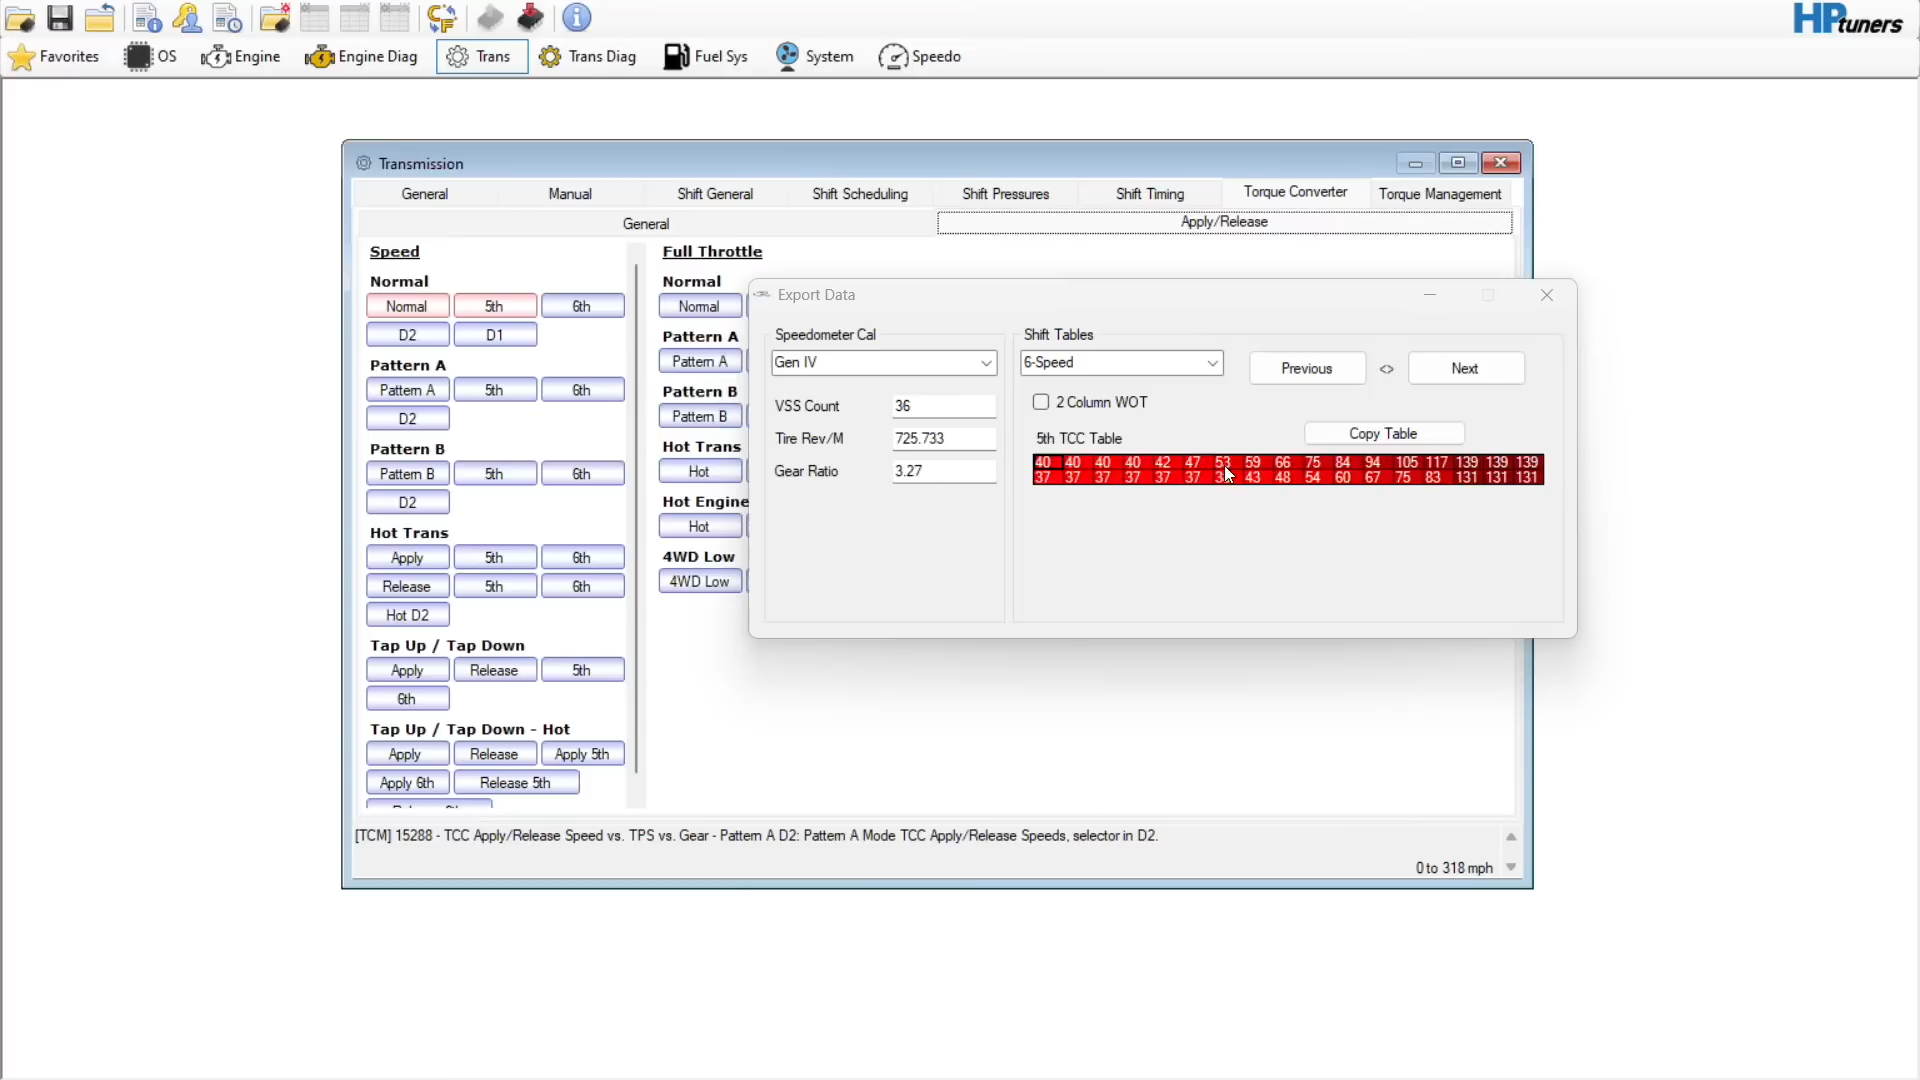 HPtuners
Favorites OS Engine Engine Diag Trans Trans Diag Fuel Sys System Speedo
Transmission
General Manual Shift General Shift Scheduling Shift Pressures Shift Timing Torque Converter Torque Management
General Apply/Release
Speed
Normal
Normal 5th 6th
D2 D1
Pattern A
Pattern A 5th 6th
D2
Pattern B
Pattern B 5th 6th
D2
Hot Trans
Apply 5th 6th
Release 5th 6th
Hot D2
Tap Up / Tap Down
Apply Release 5th
6th
Tap Up / Tap Down - Hot
Apply Release Apply 5th
Apply 6th Release 5th
Full Throttle
Normal
Normal
Pattern A
Pattern A
Pattern B
Pattern B
Hot Trans
Hot
Hot Engine
Hot
4WD Low
4WD Low
Export Data
Speedometer Cal
Gen IV
VSS Count 36
Tire Rev/M 725.733
Gear Ratio 3.27
Shift Tables
6-Speed Previous <> Next
2 Column WOT
5th TCC Table Copy Table
40 40 40 40 42 47 53 59 66 75 84 94 105 117 139 139 139
37 37 37 37 37 37 43 48 54 60 67 75 83 131 131 131
[TCM] 15288 - TCC Apply/Release Speed vs. TPS vs. Gear - Pattern A D2: Pattern A Mode TCC Apply/Release Speeds, selector in D2.
0 to 318 mph